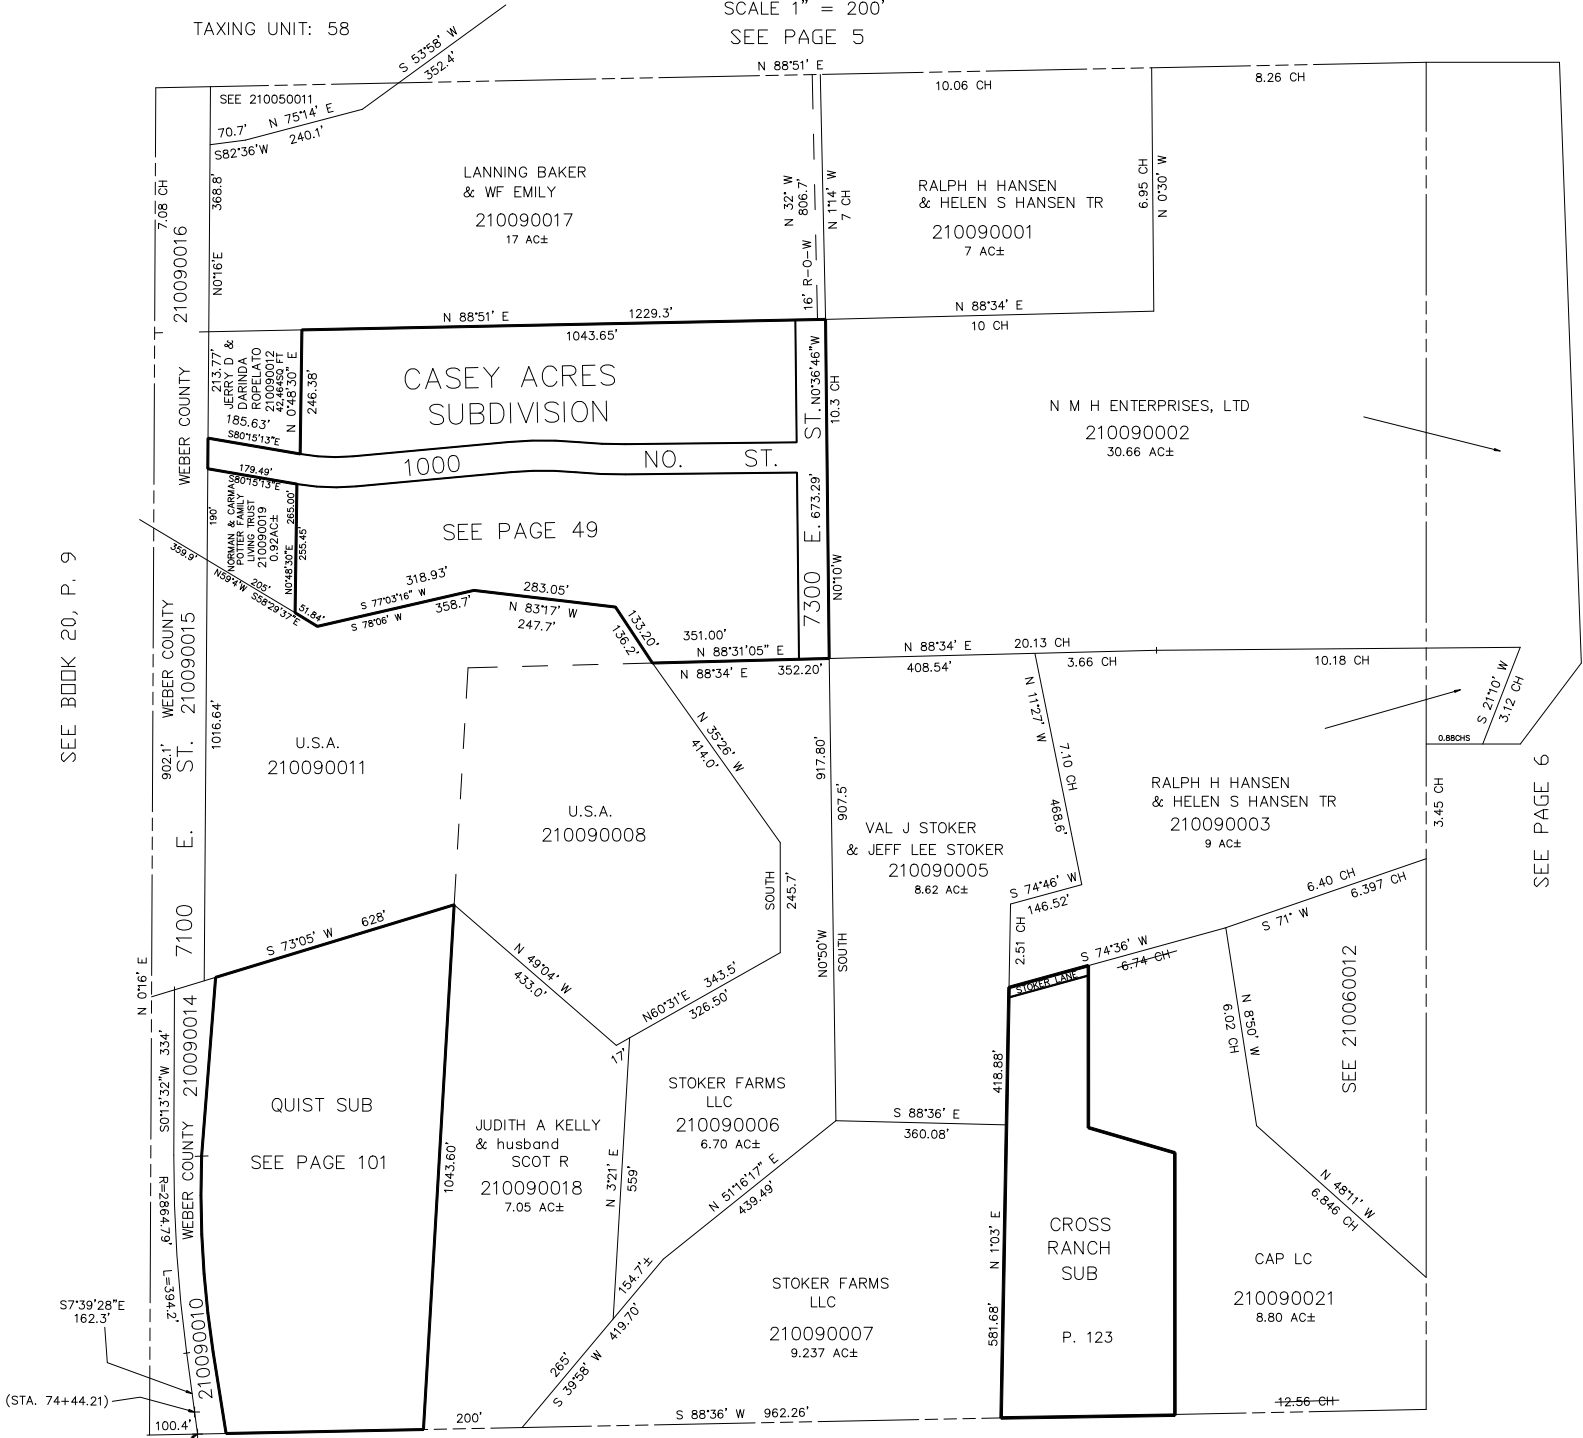 TAXING UNIT: 58
SCALE 1" = 200'
SEE PAGE 5
N 88°51' E
S 53°58' W
352.4'
SEE 210050011
70.7'
N 75°14' E
S82°36'W
240.1'
10.06 CH
8.26 CH
7.08 CH
368.8'
N0°16'E
210090016
LANNING BAKER
& WF EMILY
210090017
17 AC±
N 32° W
806.7'
16' R-O-W
N 1°14' W
7 CH
RALPH H HANSEN
& HELEN S HANSEN TR
210090001
7 AC±
6.95 CH
N 0°30' W
N 88°34' E
10 CH
N 88°51' E
1229.3'
1043.65'
WEBER COUNTY
213.77'
JERRY D &
DARINDA
ROPELATO
210090012
42,464SQ FT
N 0°48'30" E
246.38'
185.63'
S80°15'13"E
CASEY ACRES
SUBDIVISION
ST.
N0°36'46"W
10.3 CH
N M H ENTERPRISES, LTD
210090002
30.66 AC±
1000 NO. ST.
179.49'
S80°15'13"E
190'
NORMAN & CARMA
POTTER FAMILY
LIVING TRUST
210090019
0.92AC±
265.00'
255.45'
N0°48'30"E
SEE PAGE 49
7300 E.
673.29'
N0°10'W
359.9'
N59°4'W
205'
S58°29'37"E
51.84'
318.93'
S 77°03'16" W
S 78°06' W
358.7'
283.05'
N 83°17' W
247.7'
133.20'
136.2'
351.00'
N 88°31'05" E
N 88°34' E
352.20'
N 88°34' E
20.13 CH
408.54'
3.66 CH
10.18 CH
SEE BOOK 20, P. 9
WEBER COUNTY
210090015
7100 E. ST.
902.1'
1016.64'
U.S.A.
210090011
U.S.A.
210090008
N 35°26' W
414.0'
917.80'
907.5'
N 11°27' W
7.10 CH
468.6'
S 21°10' W
3.12 CH
0.88CHS
RALPH H HANSEN
& HELEN S HANSEN TR
210090003
9 AC±
3.45 CH
SEE PAGE 6
VAL J STOKER
& JEFF LEE STOKER
210090005
8.62 AC±
SOUTH
245.7'
S 74°46' W
146.52'
6.40 CH
6.397 CH
S 71° W
628'
S 73°05' W
N 49°04' W
433.0'
343.5'
N60°31'E
326.50'
N0°50'W
SOUTH
2.51 CH
S 74°36' W
6.74 CH
STOKER LANE
N 0°16' E
334'
S0°13'32"W
WEBER COUNTY 210090014
R=2864.79'
L=394.2'
QUIST SUB
SEE PAGE 101
17'
418.88'
N 8°50' W
6.02 CH
SEE 210060012
STOKER FARMS
LLC
210090006
6.70 AC±
S 88°36' E
360.08'
JUDITH A KELLY
& husband
SCOT R
210090018
7.05 AC±
1043.60'
N 3°21' E
559'
N 51°16'17" E
439.49'
N 48°11' W
6.846 CH
CROSS
RANCH
SUB
P. 123
N 1°03' E
581.68'
CAP LC
210090021
8.80 AC±
STOKER FARMS
LLC
210090007
9.237 AC±
154.7'±
419.70'
265'
S 39°58' W
S7°39'28"E
162.3'
210090010
(STA. 74+44.21)
100.4'
200'
S 88°36' W 962.26'
12.56 CH